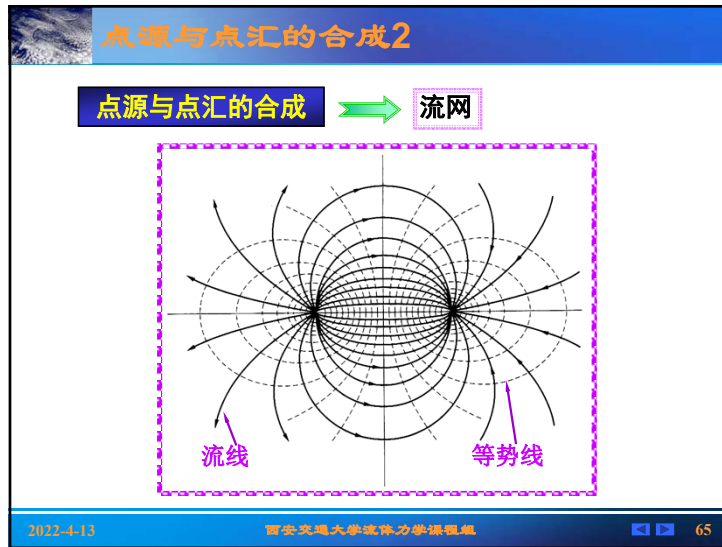 点源与点汇的合成2
点源与点汇的合成
流网
流线
等势线
2022-4-13
西安交通大学流体力学课程组
65